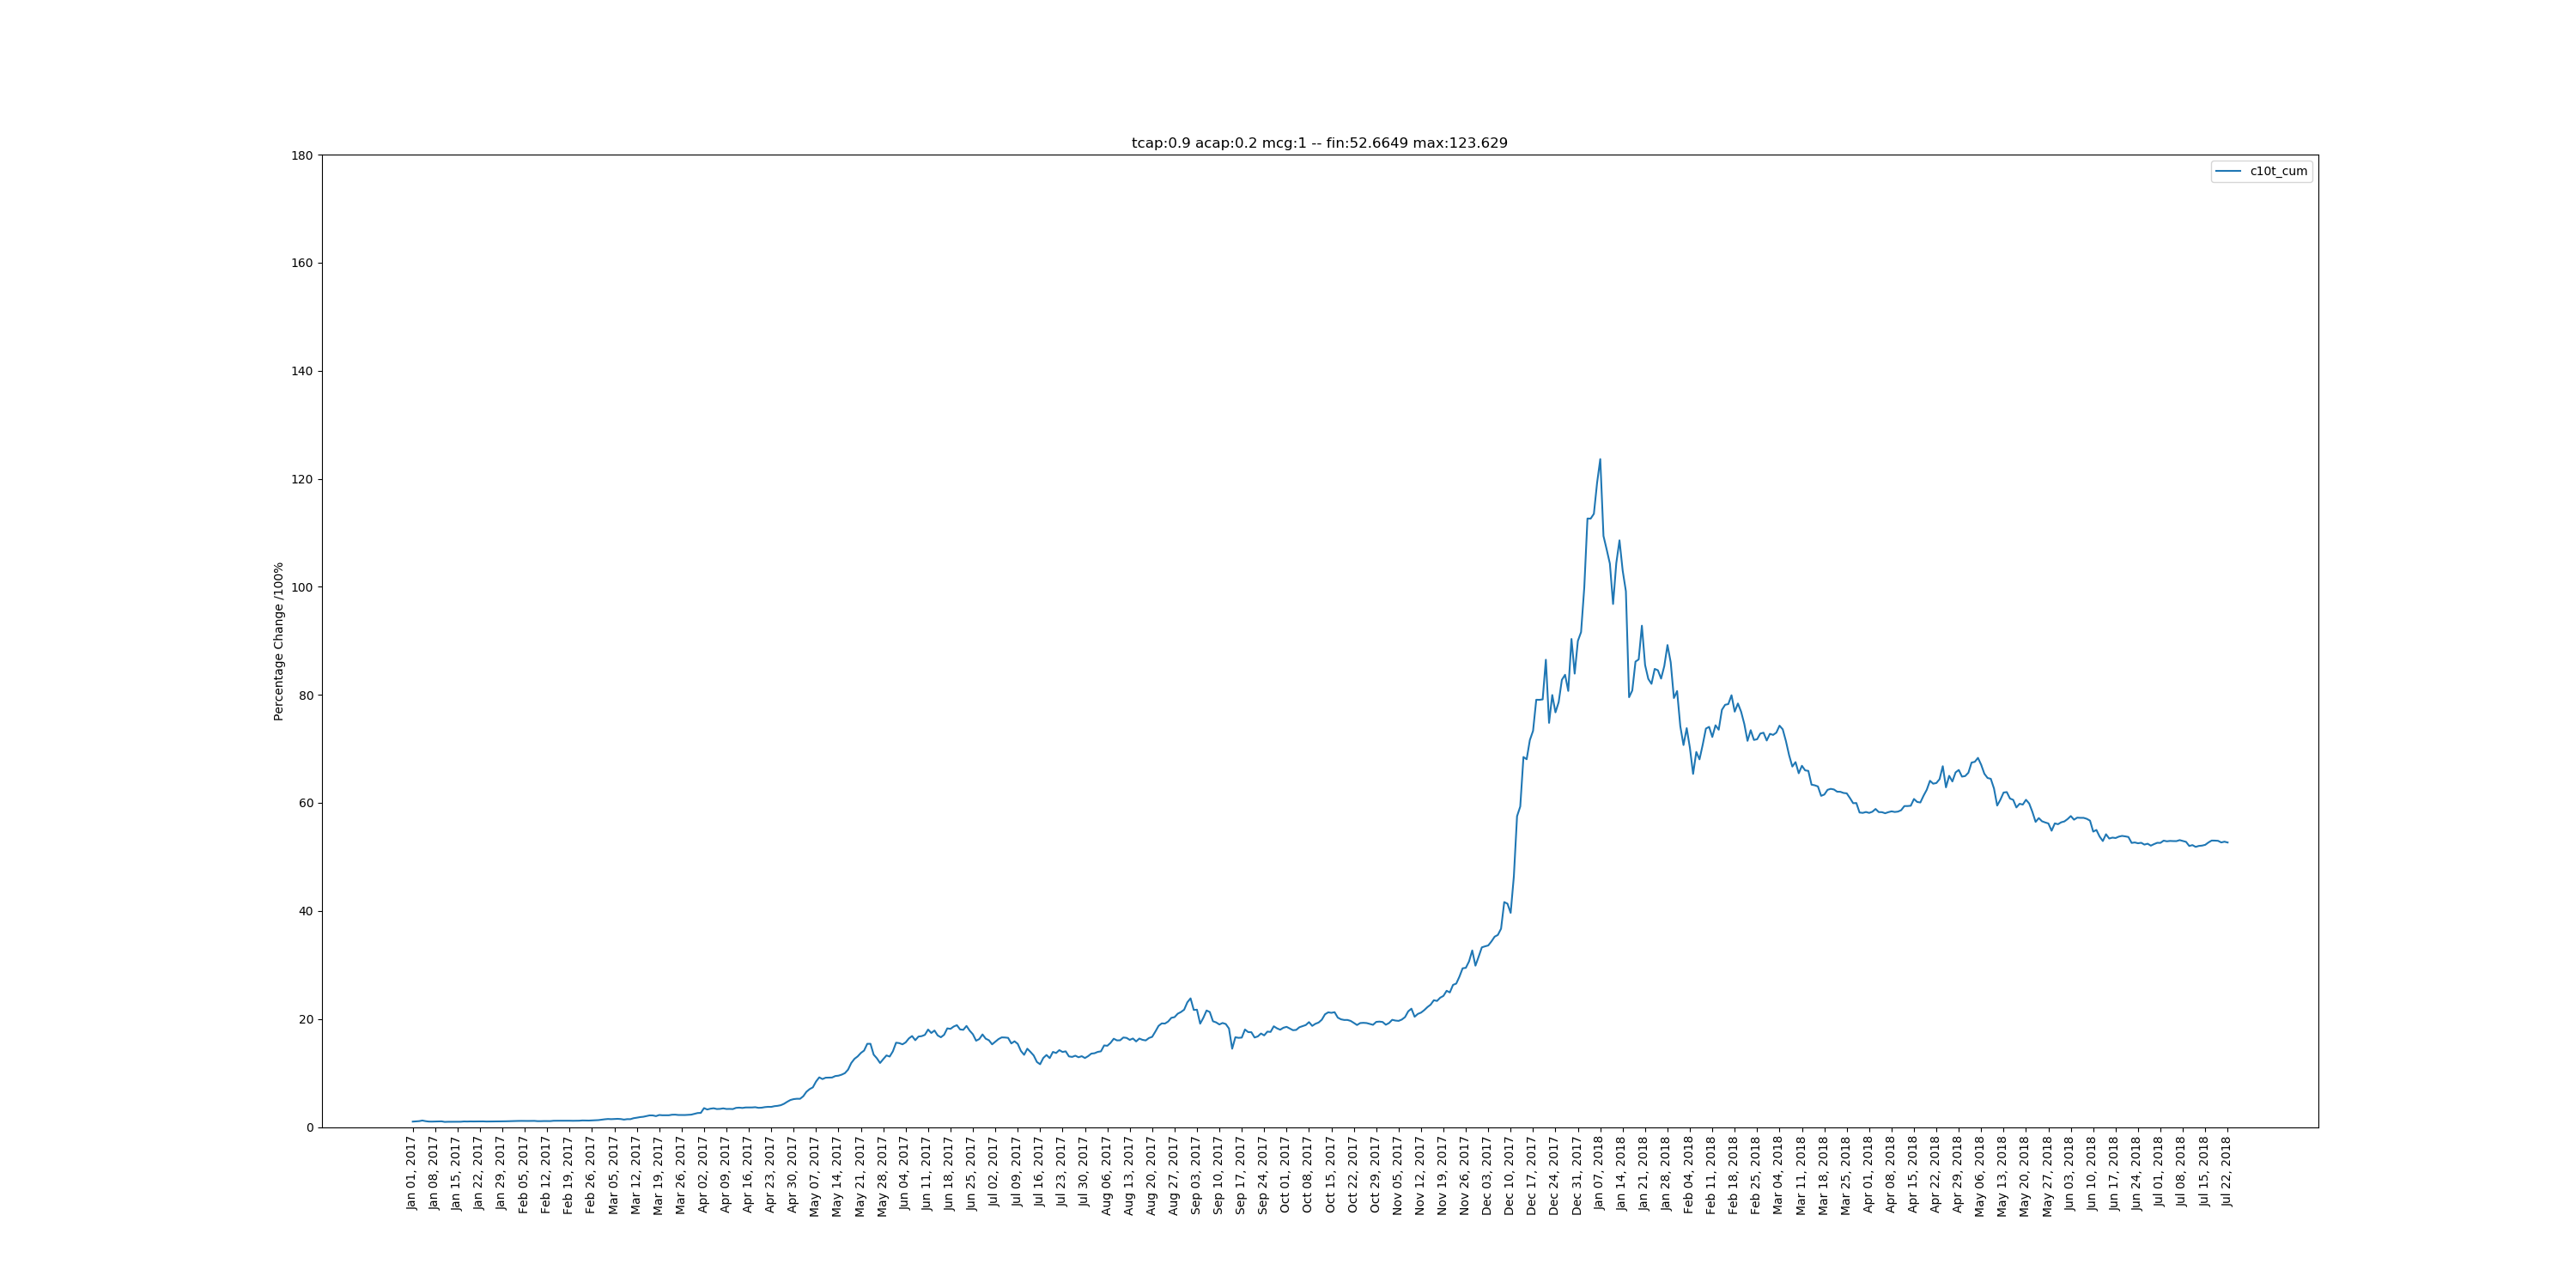 tcap:0.9 acap:0.2 mcg:1 -- fin:52.6649 max:123.629
c10t_cum
Percentage Change /100%
180
160
140
120
100
80
60
40
20
0
Jan 01, 2017
Jan 08, 2017
Jan 15, 2017
Jan 22, 2017
Jan 29, 2017
Feb 05, 2017
Feb 12, 2017
Feb 19, 2017
Feb 26, 2017
Mar 05, 2017
Mar 12, 2017
Mar 19, 2017
Mar 26, 2017
Apr 02, 2017
Apr 09, 2017
Apr 16, 2017
Apr 23, 2017
Apr 30, 2017
May 07, 2017
May 14, 2017
May 21, 2017
May 28, 2017
Jun 04, 2017
Jun 11, 2017
Jun 18, 2017
Jun 25, 2017
Jul 02, 2017
Jul 09, 2017
Jul 16, 2017
Jul 23, 2017
Jul 30, 2017
Aug 06, 2017
Aug 13, 2017
Aug 20, 2017
Aug 27, 2017
Sep 03, 2017
Sep 10, 2017
Sep 17, 2017
Sep 24, 2017
Oct 01, 2017
Oct 08, 2017
Oct 15, 2017
Oct 22, 2017
Oct 29, 2017
Nov 05, 2017
Nov 12, 2017
Nov 19, 2017
Nov 26, 2017
Dec 03, 2017
Dec 10, 2017
Dec 17, 2017
Dec 24, 2017
Dec 31, 2017
Jan 07, 2018
Jan 14, 2018
Jan 21, 2018
Jan 28, 2018
Feb 04, 2018
Feb 11, 2018
Feb 18, 2018
Feb 25, 2018
Mar 04, 2018
Mar 11, 2018
Mar 18, 2018
Mar 25, 2018
Apr 01, 2018
Apr 08, 2018
Apr 15, 2018
Apr 22, 2018
Apr 29, 2018
May 06, 2018
May 13, 2018
May 20, 2018
May 27, 2018
Jun 03, 2018
Jun 10, 2018
Jun 17, 2018
Jun 24, 2018
Jul 01, 2018
Jul 08, 2018
Jul 15, 2018
Jul 22, 2018